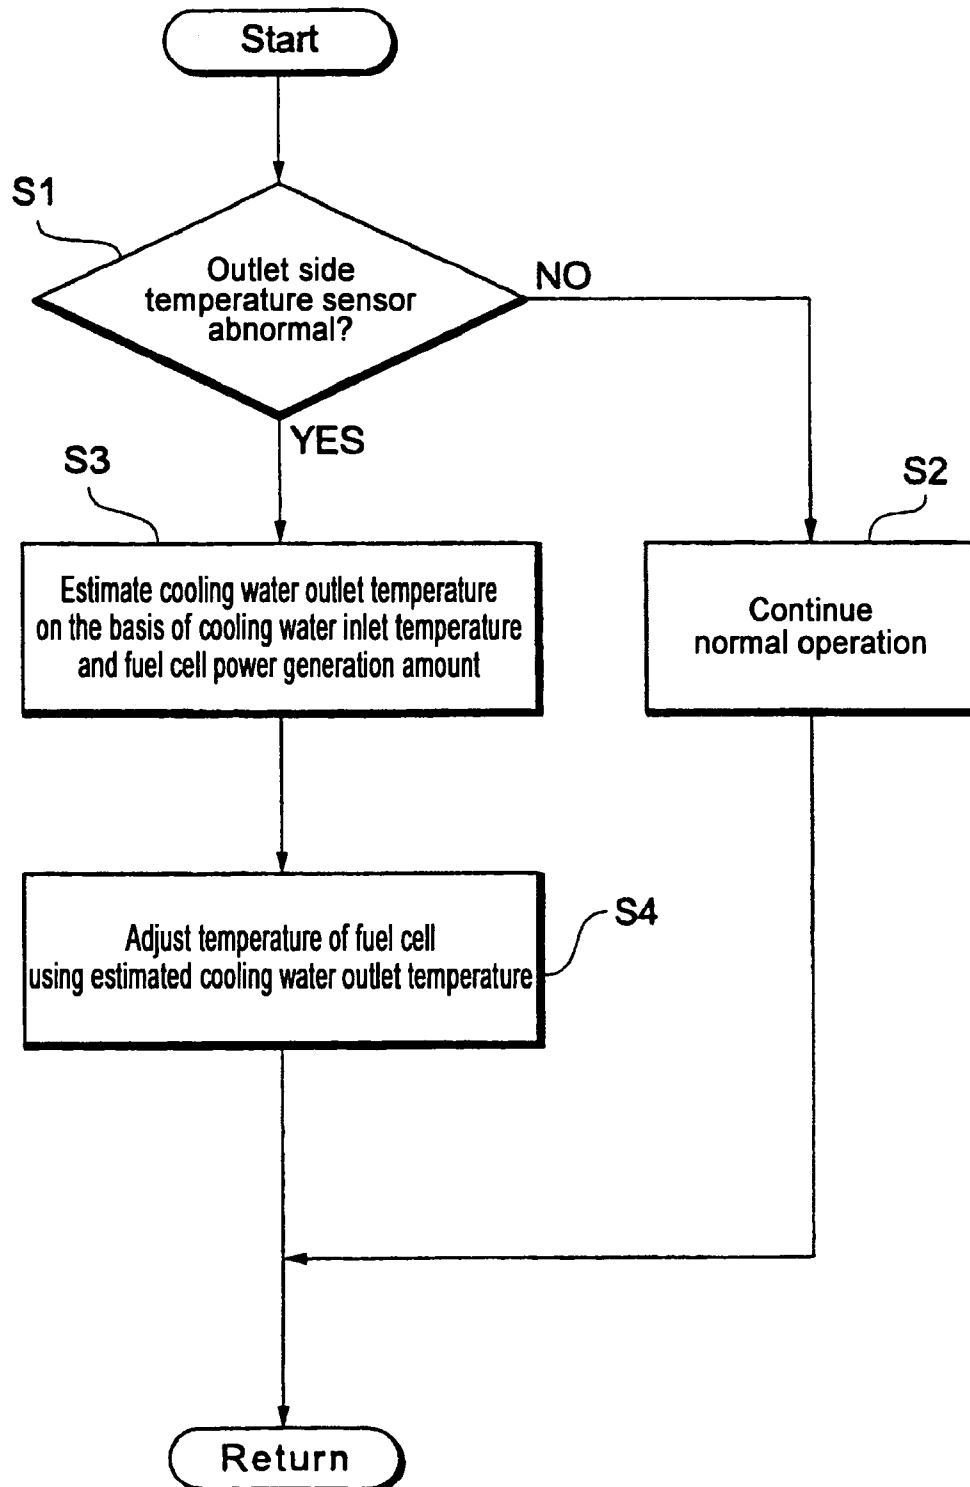 Start
S1
Outlet side
temperature sensor
abnormal?
NO
YES
S3
S2
Estimate cooling water outlet temperature
on the basis of cooling water inlet temperature
and fuel cell power generation amount
Continue
normal operation
S4
Adjust temperature of fuel cell
using estimated cooling water outlet temperature
Return